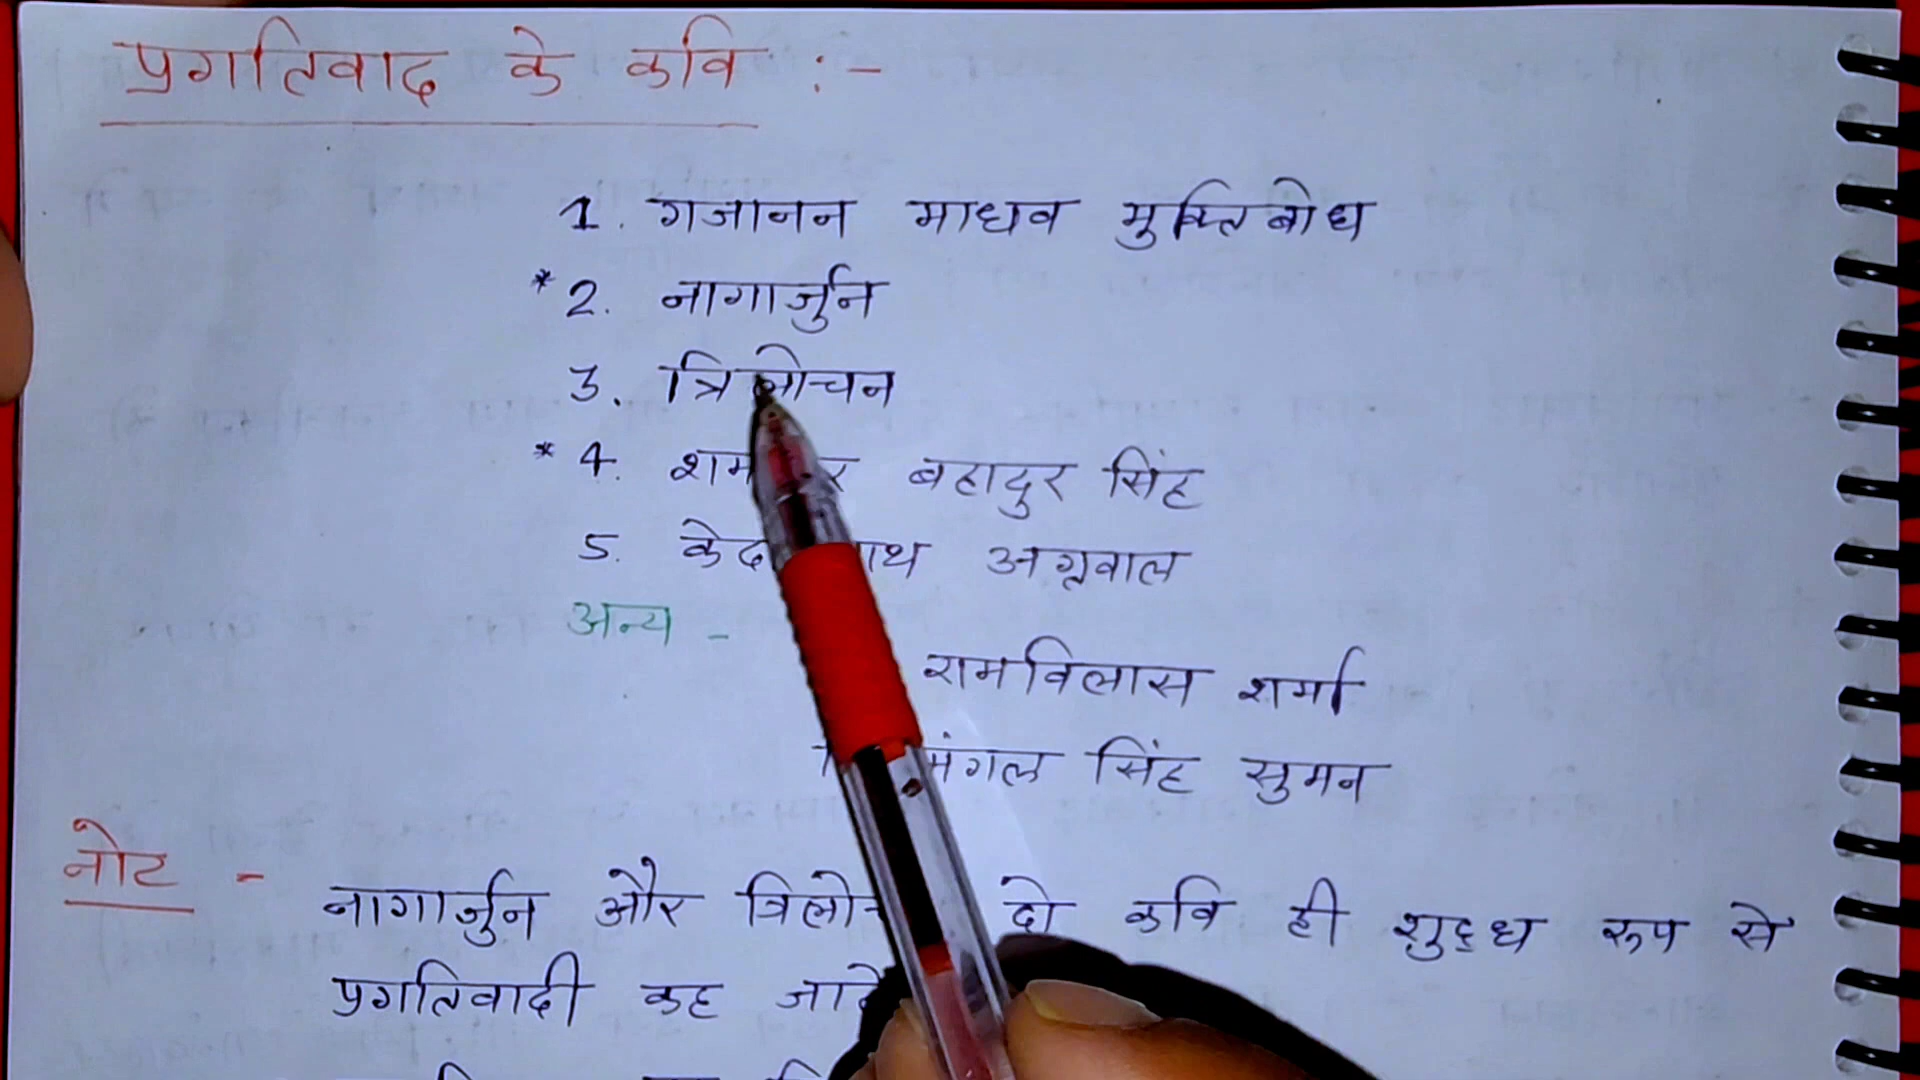 प्रगतिवाद के कवि :-
1. गजानन माधव मुक्तिबोध
* 2. नागार्जुन
3. त्रिलोचन
* 4. बहादुर सिंह
5. अग्रवाल
अन्य -
रामविलास शर्मा
सिंह सुमन
नोट - नागार्जुन और दो कवि ही शुद्ध रूप से
प्रगतिवादी कह